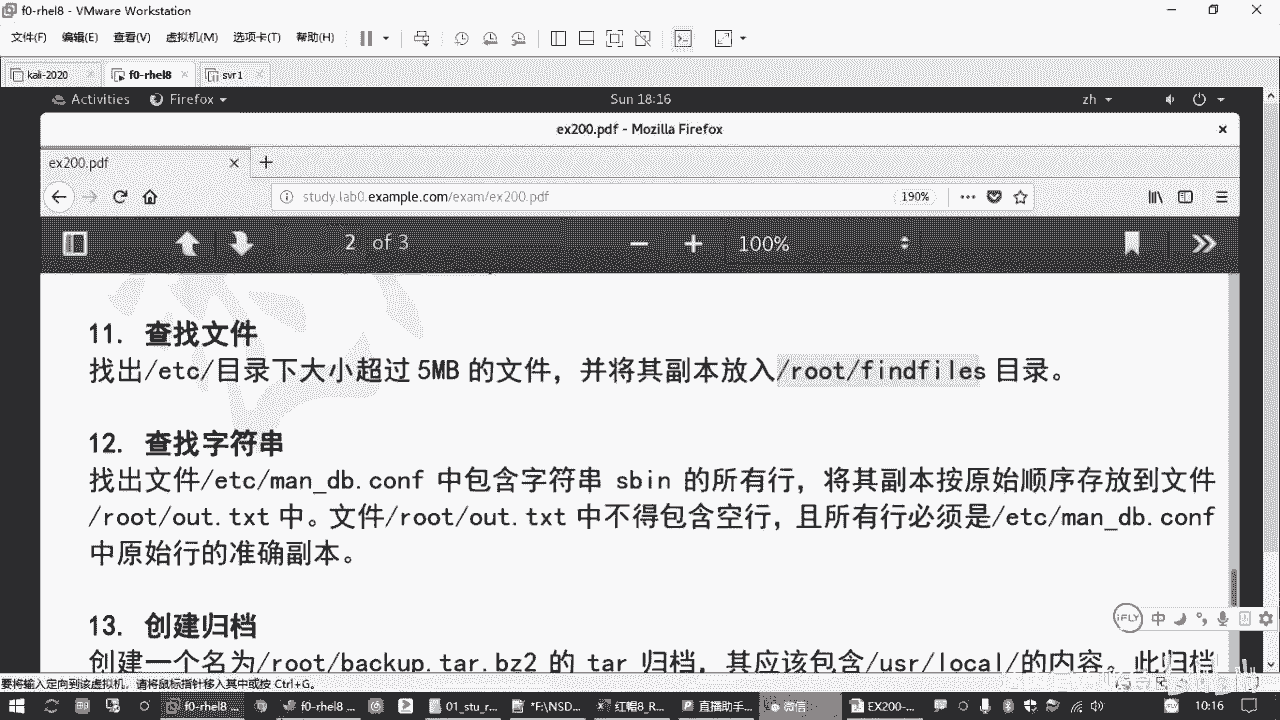 f0-rhel8 - VMware Workstation
文件(F) 编辑(E) 查看(V) 虚拟机(M) 选项卡(T) 帮助(H)
kali-2020 f0-rhel8 svr1
Activities Firefox Sun 18:16 zh
ex200.pdf - Mozilla Firefox
ex200.pdf
study.lab0.example.com/exam/ex200.pdf 190%
2 of 3 100%
11. 查找文件
找出/etc/目录下大小超过 5MB 的文件，并将其副本放入/root/findfiles 目录。
12. 查找字符串
找出文件/etc/man_db.conf 中包含字符串 sbin 的所有行，将其副本按原始顺序存放到文件
/root/out.txt 中。文件/root/out.txt 中不得包含空行，且所有行必须是/etc/man_db.conf
中原始行的准确副本。
13. 创建归档
创建一个名为/root/backup.tar.bz2 的 tar 归档，其应该包含/usr/local/的内容。此归档
iFLY 中
要将输入定向到该虚拟机，请将鼠标指针移入其中或按 Ctrl+G。
f0-rhel8 ... f0-rhel8 ... 01_stu_r... *F:\NSD... 红帽8_R... 直播助手... 微信 EX200-... iFLY 10:16